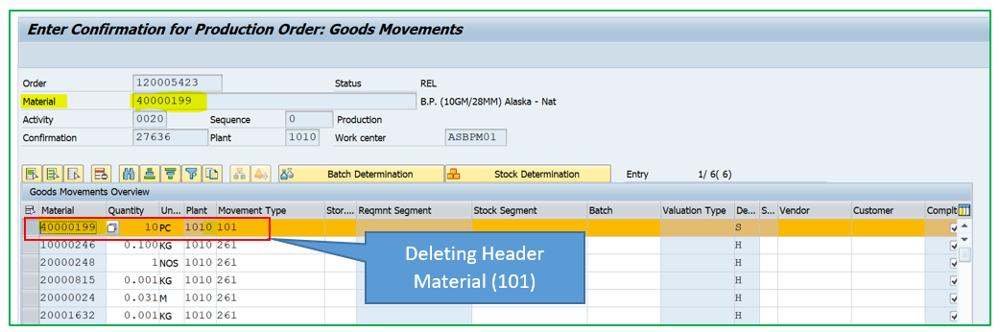 Enter Confirmation for Production Order: Goods Movements
Order 120005423 Status REL
Material 40000199 B.P. (10GM/28MM) Alaska - Nat
Activity 0020 Sequence 0 Production
Confirmation 27636 Plant 1010 Work center ASBPM01
Batch Determination Stock Determination Entry 1/ 6( 6)
Goods Movements Overview
Material Quantity Un... Plant Movement Type Stor.... Reqmnt Segment Stock Segment Batch Valuation Type De... S... Vendor Customer Complt
40000199 10 PC 1010 101 S
10000246 0.100 KG 1010 261 H
20000248 1 NOS 1010 261 H
20000815 0.001 KG 1010 261 H
20000024 0.031 M 1010 261 H
20001632 0.001 KG 1010 261 H
Deleting Header
Material (101)